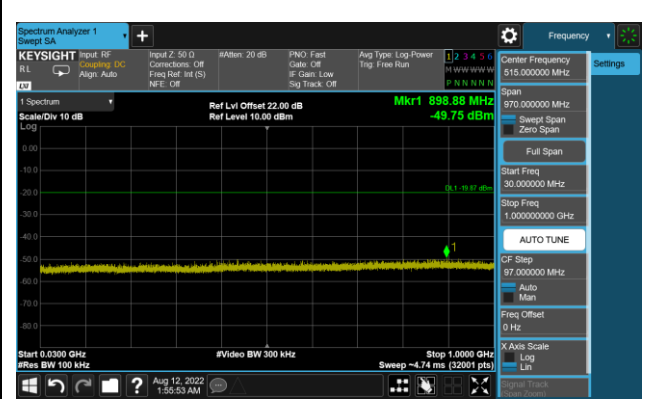 Spectrum Analyzer 1
Swept SA
+
Frequency
KEYSIGHT
RL
LXI
Input: RF
Coupling: DC
Align: Auto
Input Z: 50 Ω
Corrections: Off
Freq Ref: Int (S)
NFE: Off
#Atten: 20 dB
PNO: Fast
Gate: Off
IF Gain: Low
Sig Track: Off
Avg Type: Log-Power
Trig: Free Run
1 2 3 4 5 6
M W W W W W
P N N N N N
Center Frequency
515.000000 MHz
Settings
Span
970.000000 MHz
Swept Span
Zero Span
Full Span
Start Freq
30.000000 MHz
Stop Freq
1.000000000 GHz
AUTO TUNE
CF Step
97.000000 MHz
Auto
Man
Freq Offset
0 Hz
X Axis Scale
Log
Lin
Signal Track
(Span Zoom)
1 Spectrum
Scale/Div 10 dB
Log
Ref Lvl Offset 22.00 dB
Ref Level 10.00 dBm
Mkr1 898.88 MHz
-49.75 dBm
0.00
-10.0
-20.0
DL1 -19.87 dBm
-30.0
-40.0
1
-50.0
-60.0
-70.0
-80.0
Start 0.0300 GHz
#Res BW 100 kHz
#Video BW 300 kHz
Stop 1.0000 GHz
Sweep ~4.74 ms (32001 pts)
?
Aug 12, 2022
1:55:53 AM